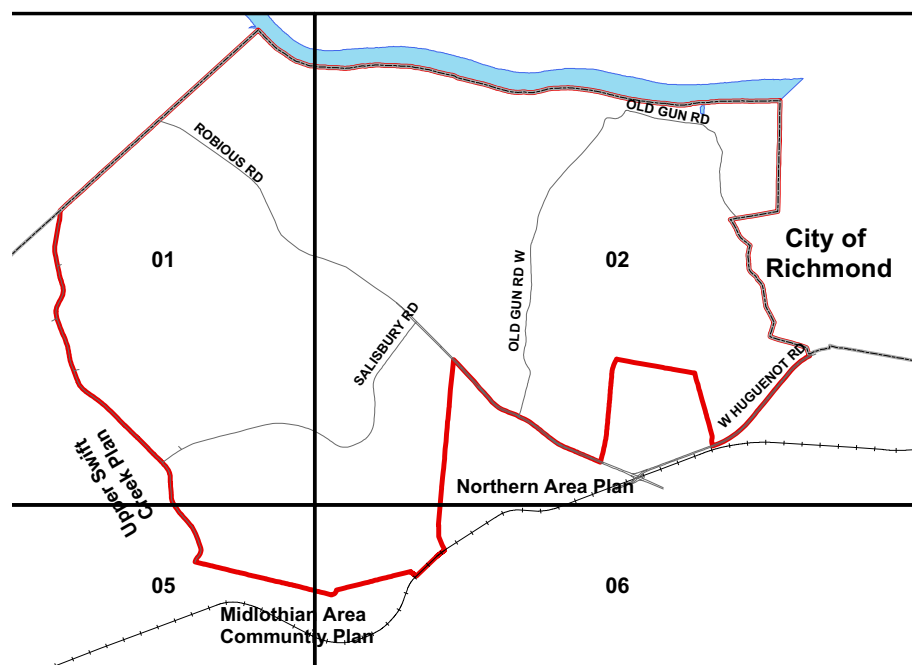 OLD GUN RD
ROBIOUS RD
01
02
City of
Richmond
OLD GUN RD W
SALISBURY RD
W HUGUENOT RD
Upper Swift
Creek Plan
Northern Area Plan
05
06
Midlothian Area
Communtiy Plan